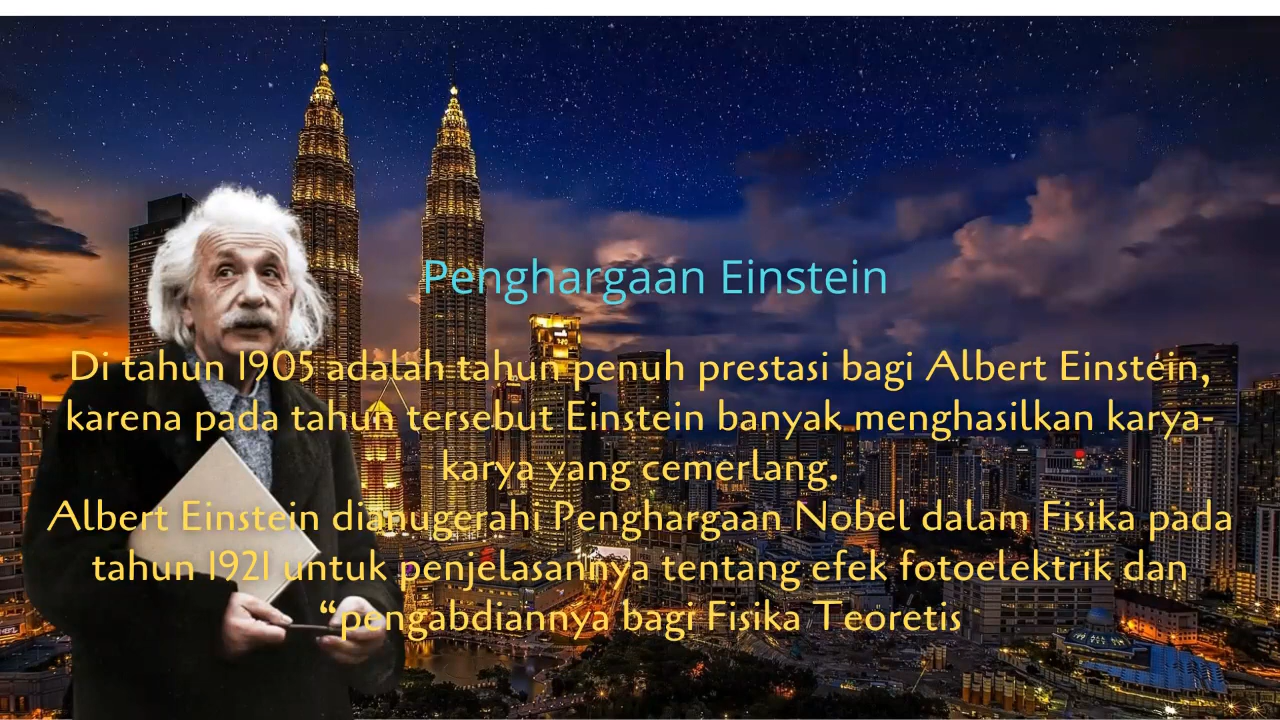 Penghargaan Einstein
Di tahun 1905 adalah tahun penuh prestasi bagi Albert Einstein,
karena pada tahun tersebut Einstein banyak menghasilkan karya-
karya yang cemerlang.
Albert Einstein dianugerahi Penghargaan Nobel dalam Fisika pada
tahun 1921 untuk penjelasannya tentang efek fotoelektrik dan
“pengabdiannya bagi Fisika Teoretis